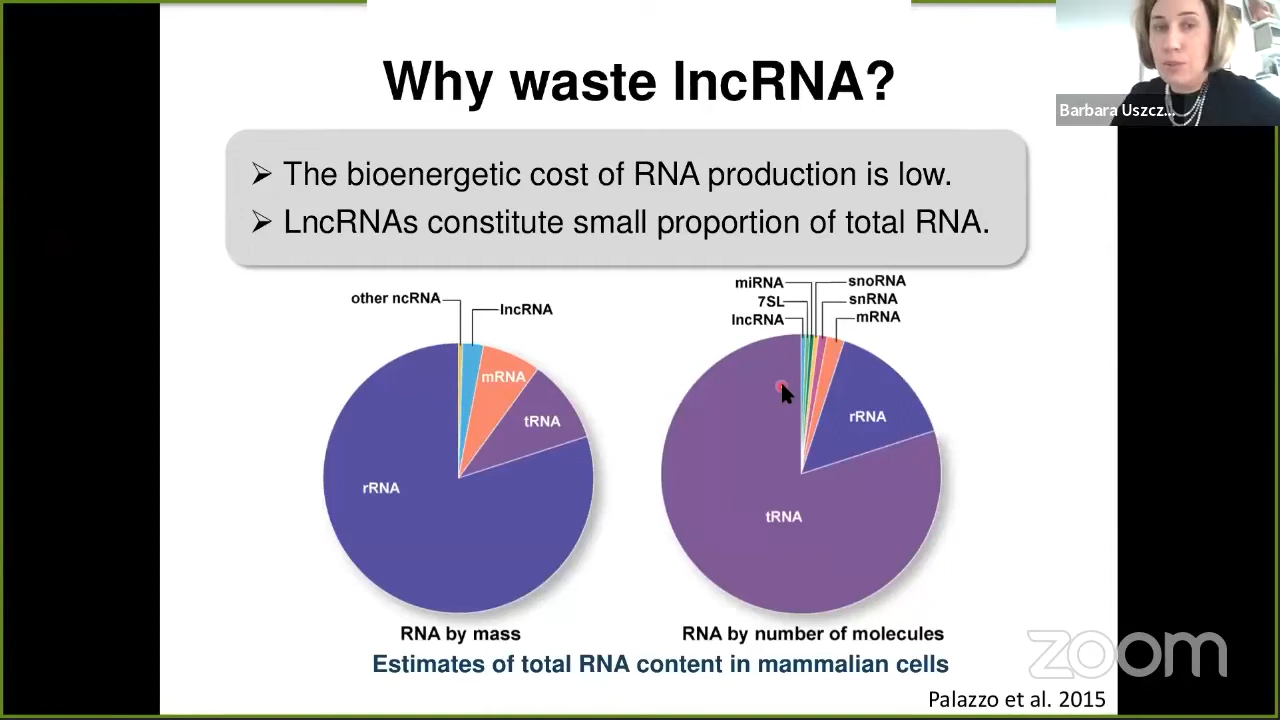 Why waste lncRNA?
Barbara Uszcz...
➢ The bioenergetic cost of RNA production is low.
➢ LncRNAs constitute small proportion of total RNA.
other ncRNA
lncRNA
mRNA
tRNA
rRNA
RNA by mass
miRNA
7SL
lncRNA
snoRNA
snRNA
mRNA
rRNA
tRNA
RNA by number of molecules
Estimates of total RNA content in mammalian cells
zoom
Palazzo et al. 2015